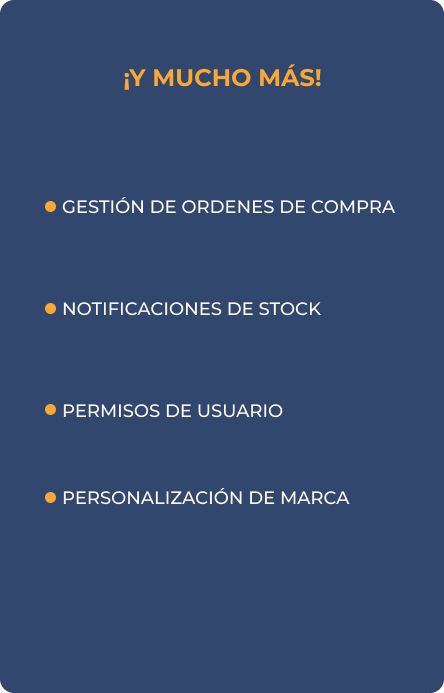 ¡Y MUCHO MÁS!
GESTIÓN DE ORDENES DE COMPRA
NOTIFICACIONES DE STOCK
PERMISOS DE USUARIO
PERSONALIZACIÓN DE MARCA